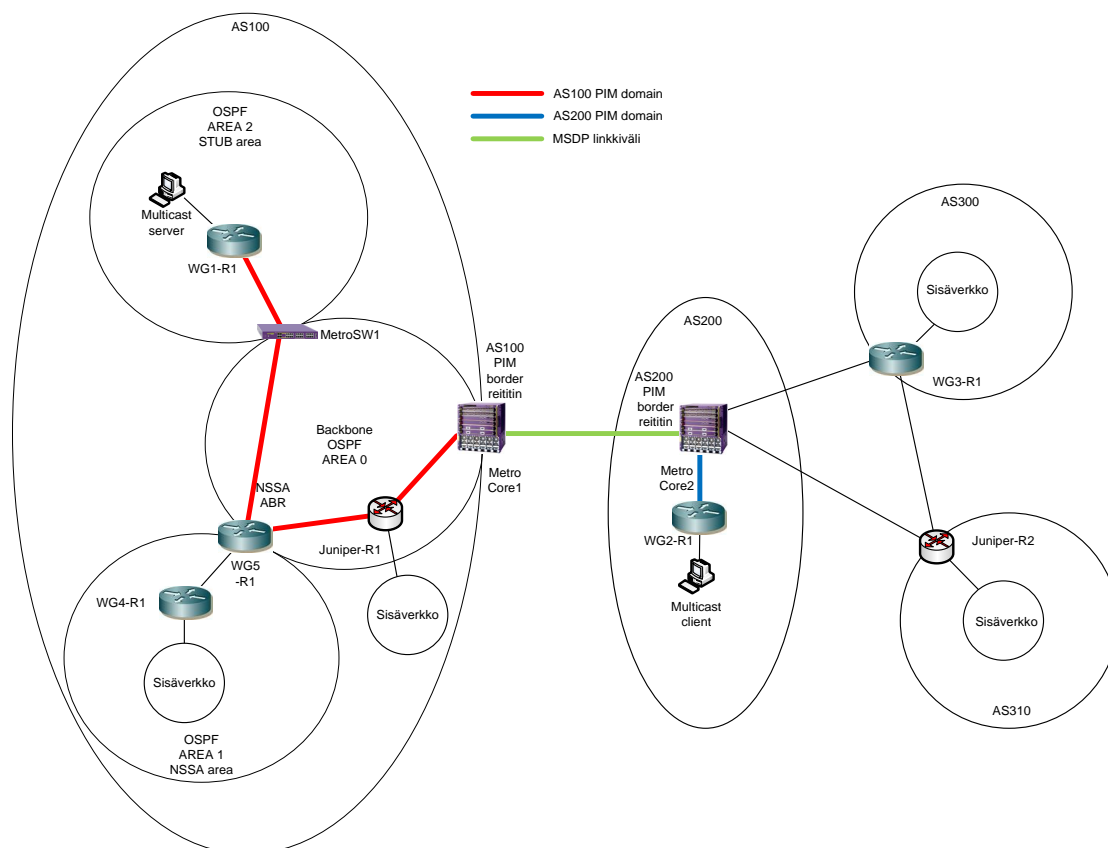 AS100
AS100 PIM domain
AS200 PIM domain
MSDP linkkiväli
OSPF
AREA 2
STUB area
Multicast
server
WG1-R1
MetroSW1
AS100
PIM
border
reititin
Backbone
OSPF
AREA 0
Metro
Core1
NSSA
ABR
Juniper-R1
WG5
-R1
WG4-R1
Sisäverkko
Sisäverkko
OSPF
AREA 1
NSSA area
AS200
AS200
PIM
border
reititin
Metro
Core2
WG2-R1
Multicast
client
AS300
Sisäverkko
WG3-R1
Juniper-R2
Sisäverkko
AS310